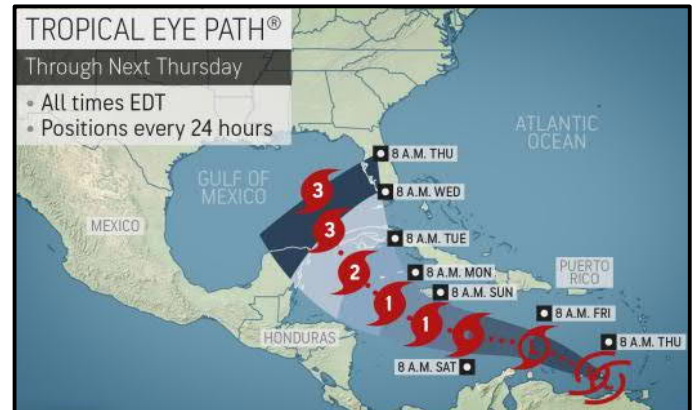 TROPICAL EYE PATH®
Through Next Thursday
• All times EDT
• Positions every 24 hours
ATLANTIC
OCEAN
8 A.M. THU
GULF OF
MEXICO
3
8 A.M. WED
MEXICO
3
8 A.M. TUE
2
8 A.M. MON
PUERTO
RICO
1
8 A.M. SUN
1
8 A.M. FRI
HONDURAS
8 A.M. THU
8 A.M. SAT